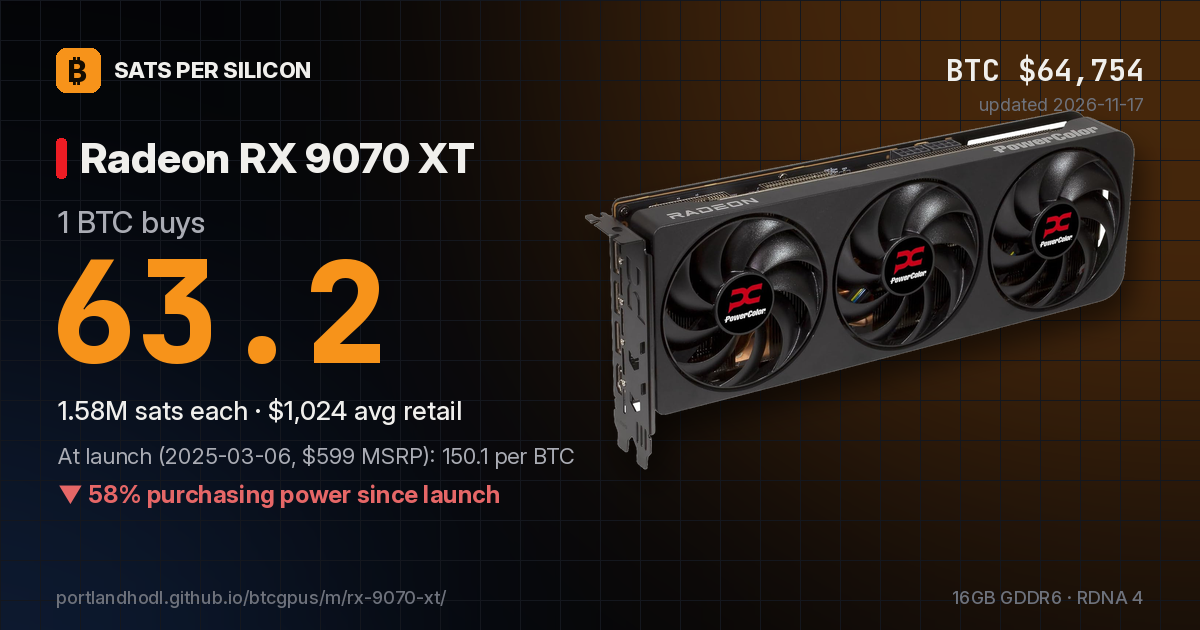 SATS PER SILICON
BTC $64,754
updated 2026-11-17
Radeon RX 9070 XT
1 BTC buys
63.2
1.58M sats each · $1,024 avg retail
At launch (2025-03-06, $599 MSRP): 150.1 per BTC
▼ 58% purchasing power since launch
RADEON
PowerColor
PowerColor
PowerColor
PowerColor
portlandhodl.github.io/btcgpus/m/rx-9070-xt/
16GB GDDR6 · RDNA 4